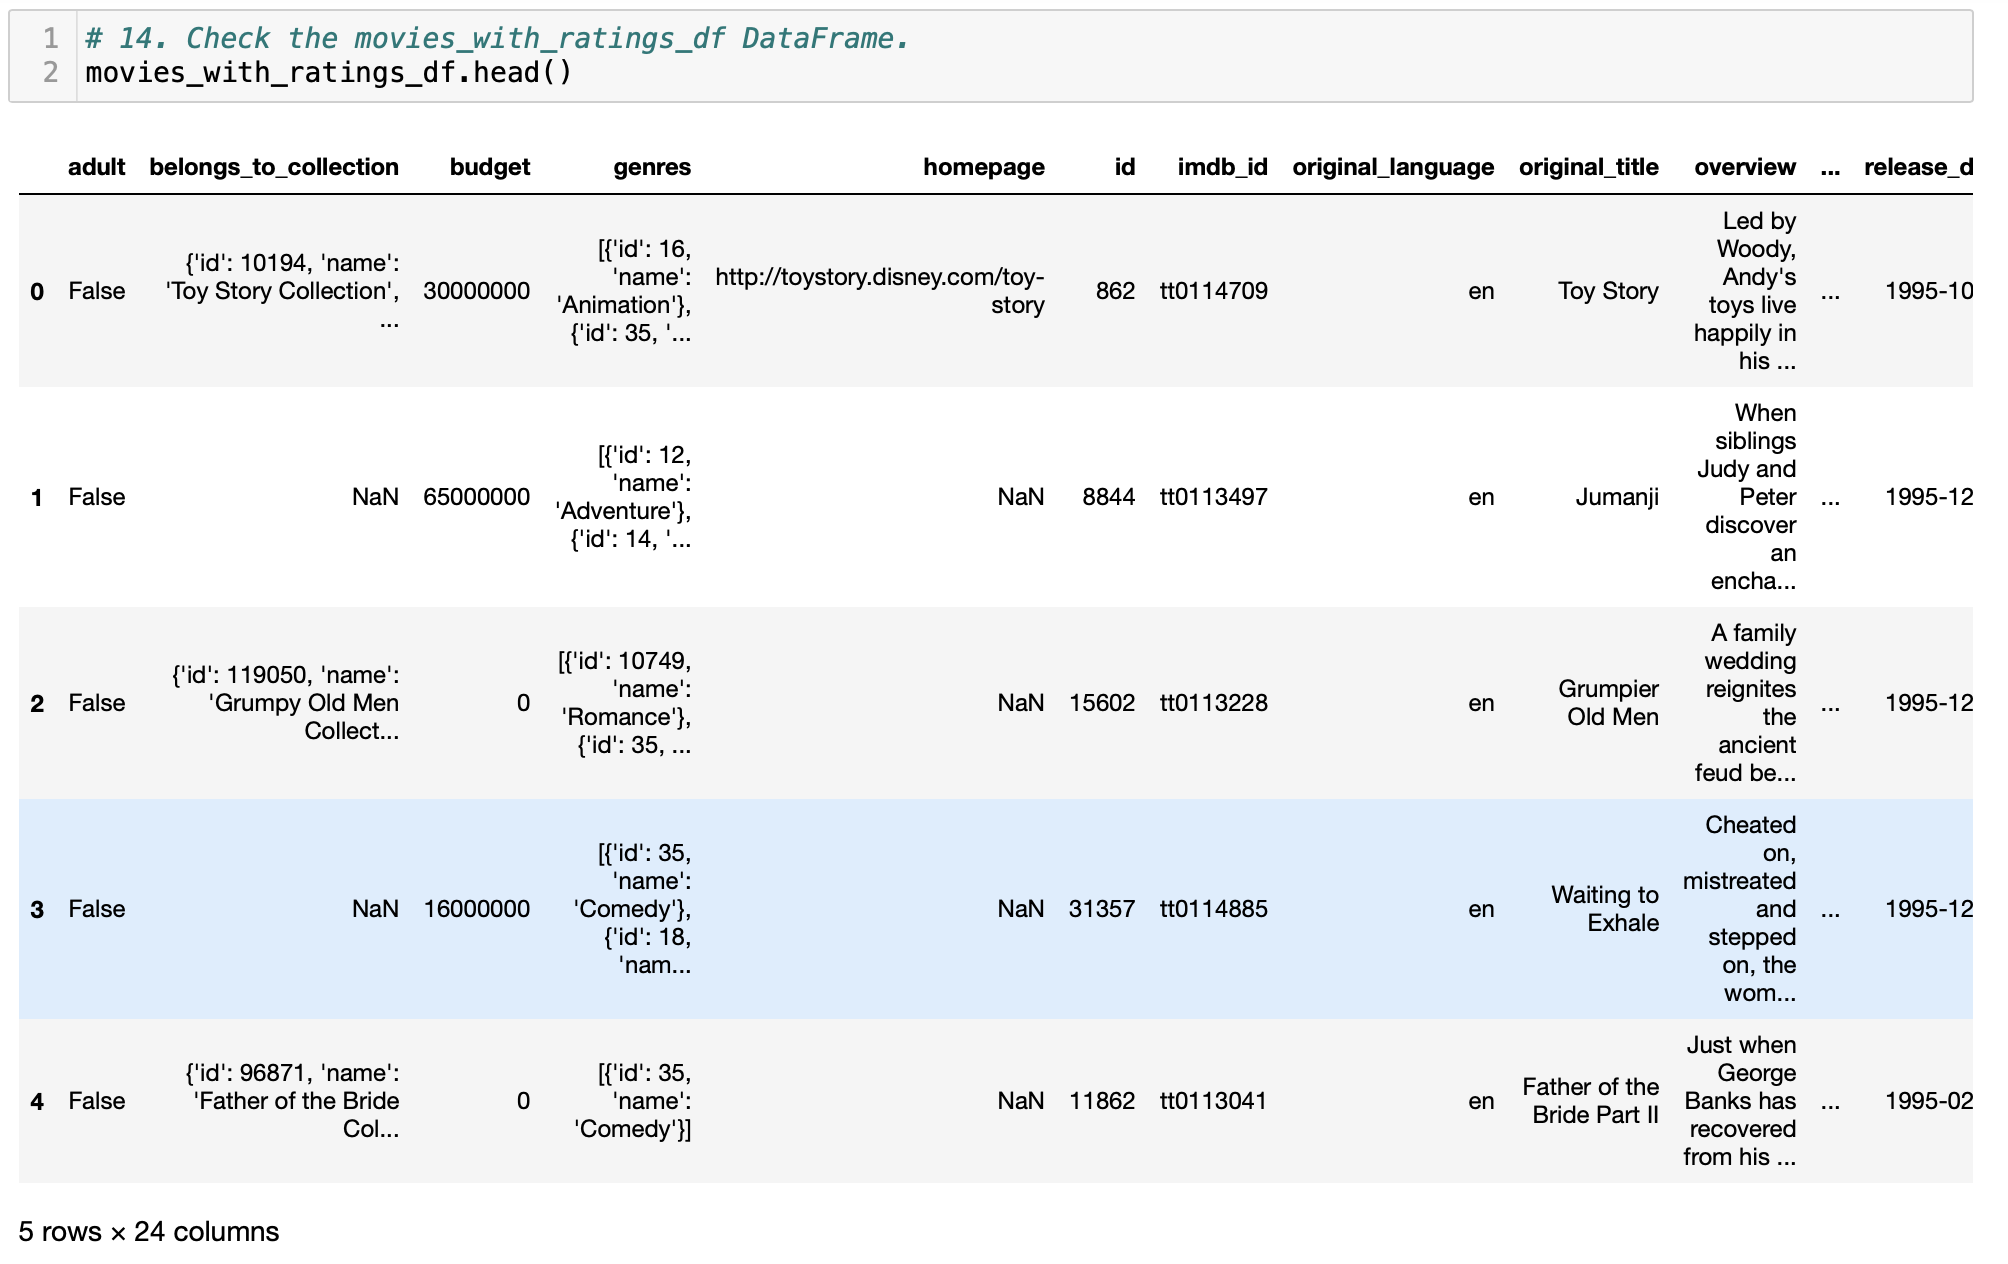 1 # 14. Check the movies_with_ratings_df DataFrame.
2 movies_with_ratings_df.head()
adult belongs_to_collection budget genres homepage id imdb_id original_language original_title overview ... release_d
0 False {'id': 10194, 'name': 'Toy Story Collection', ... 30000000 [{'id': 16, 'name': 'Animation'}, {'id': 35, '... http://toystory.disney.com/toy-story 862 tt0114709 en Toy Story Led by Woody, Andy's toys live happily in his ... ... 1995-10
1 False NaN 65000000 [{'id': 12, 'name': 'Adventure'}, {'id': 14, '... NaN 8844 tt0113497 en Jumanji When siblings Judy and Peter discover an encha... ... 1995-12
2 False {'id': 119050, 'name': 'Grumpy Old Men Collect... 0 [{'id': 10749, 'name': 'Romance'}, {'id': 35, ... NaN 15602 tt0113228 en Grumpier Old Men A family wedding reignites the ancient feud be... ... 1995-12
3 False NaN 16000000 [{'id': 35, 'name': 'Comedy'}, {'id': 18, 'nam... NaN 31357 tt0114885 en Waiting to Exhale Cheated on, mistreated and stepped on, the wom... ... 1995-12
4 False {'id': 96871, 'name': 'Father of the Bride Col... 0 [{'id': 35, 'name': 'Comedy'}] NaN 11862 tt0113041 en Father of the Bride Part II Just when George Banks has recovered from his ... ... 1995-02
5 rows × 24 columns